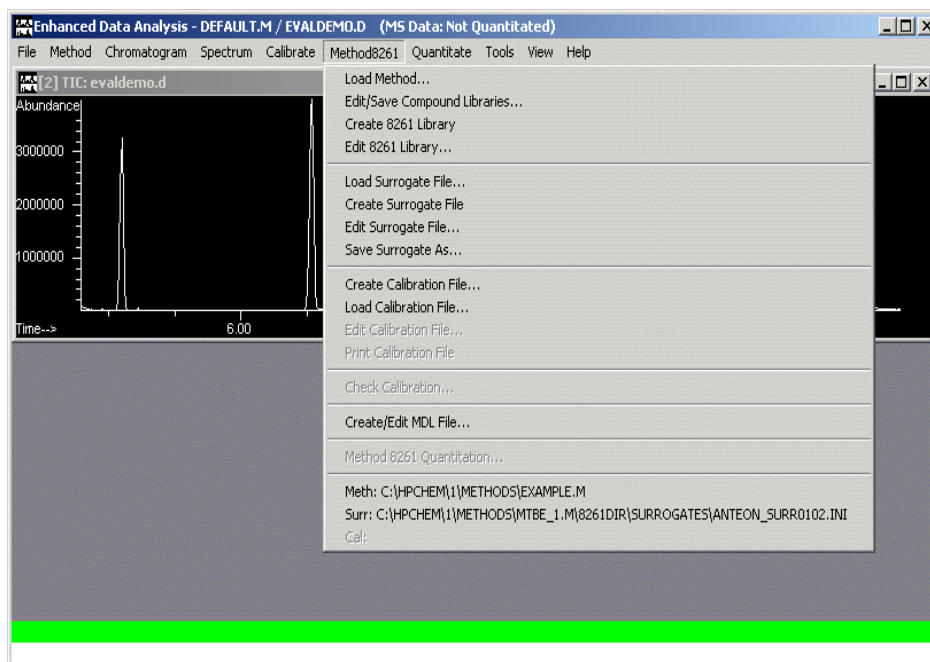 Enhanced Data Analysis - DEFAULT.M / EVALDEMO.D (MS Data: Not Quantitated)
File Method Chromatogram Spectrum Calibrate Method8261 Quantitate Tools View Help
[2] TIC: evaldemo.d
Abundance
3000000
2000000
1000000
Time-->
6.00
Load Method...
Edit/Save Compound Libraries...
Create 8261 Library
Edit 8261 Library...
Load Surrogate File...
Create Surrogate File
Edit Surrogate File...
Save Surrogate As...
Create Calibration File...
Load Calibration File...
Edit Calibration File...
Print Calibration File
Check Calibration...
Create/Edit MDL File...
Method 8261 Quantitation...
Meth: C:\HPCHEM\1\METHODS\EXAMPLE.M
Surr: C:\HPCHEM\1\METHODS\MTBE_1.M\8261DIR\SURROGATES\ANTEON_SURR0102.INI
Cal: